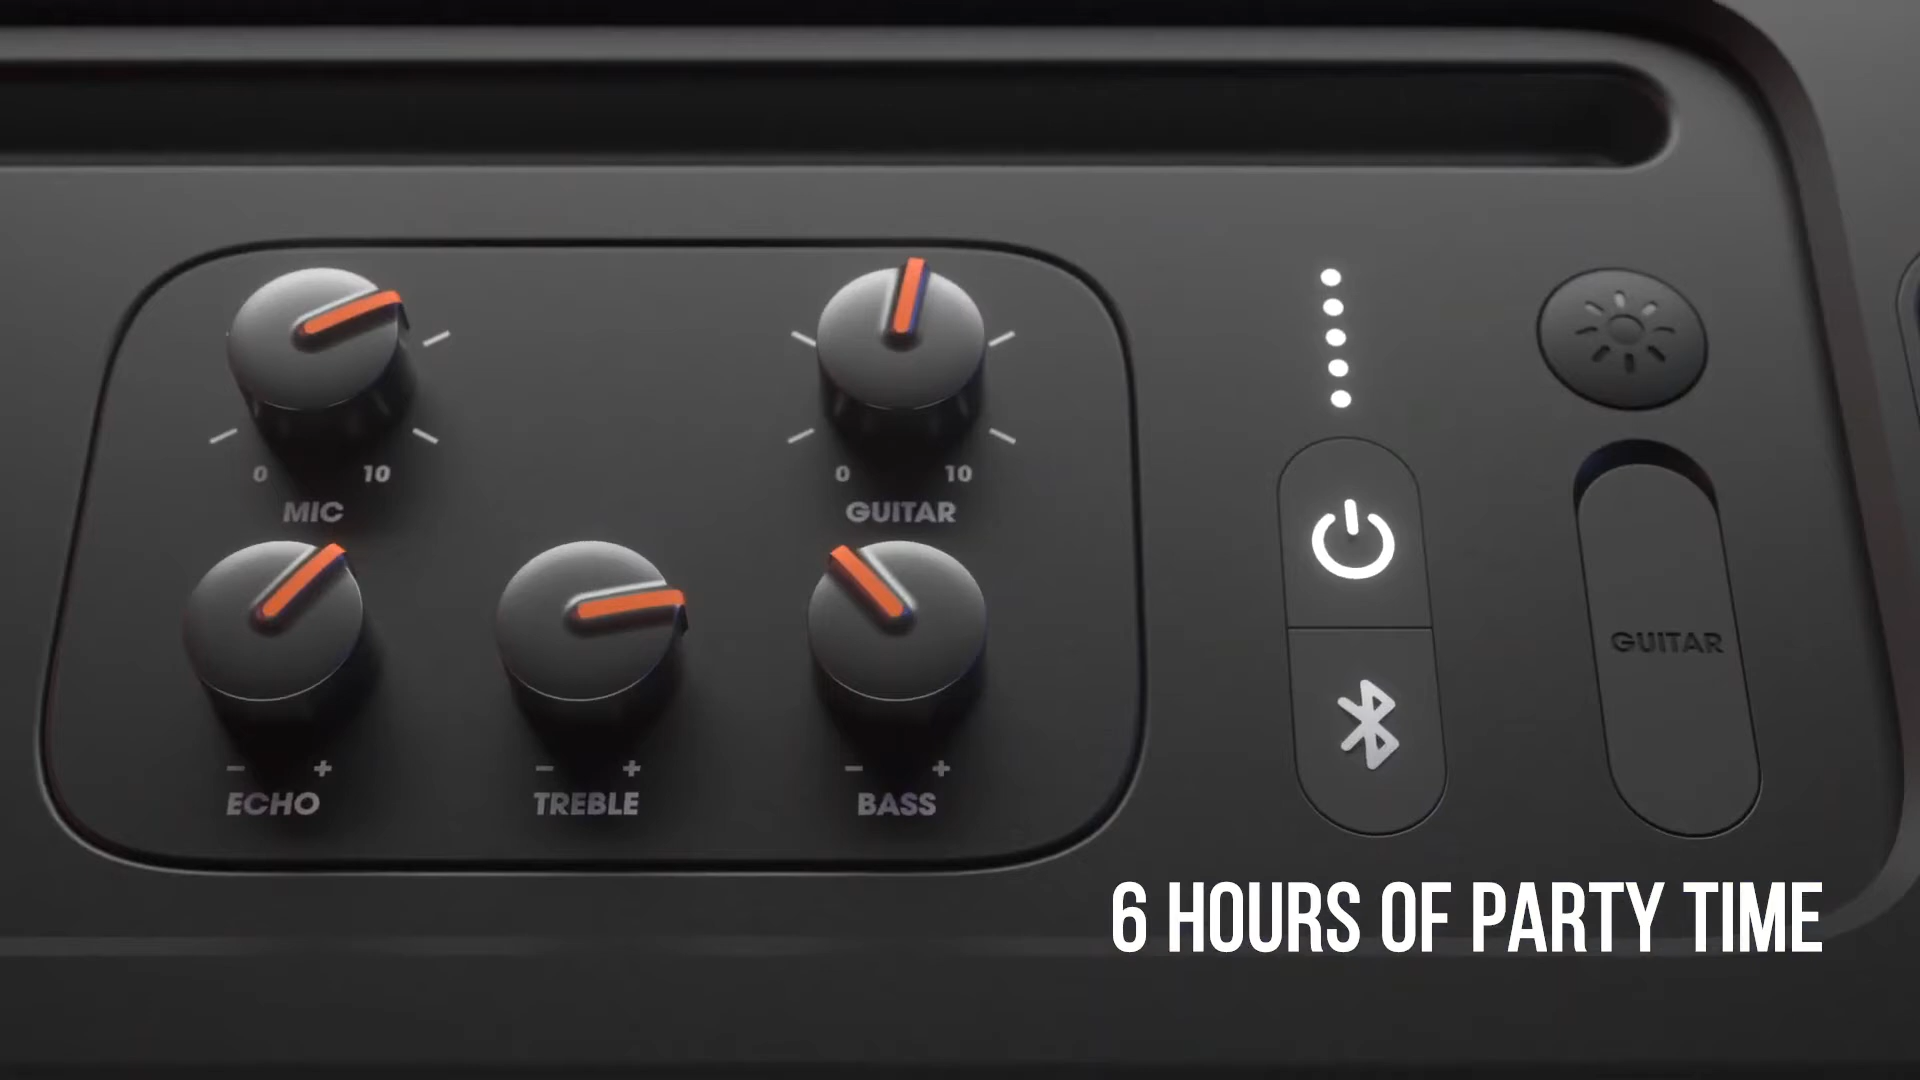 0 10
MIC
0 10
GUITAR
- +
ECHO
- +
TREBLE
- +
BASS
GUITAR
6 HOURS OF PARTY TIME